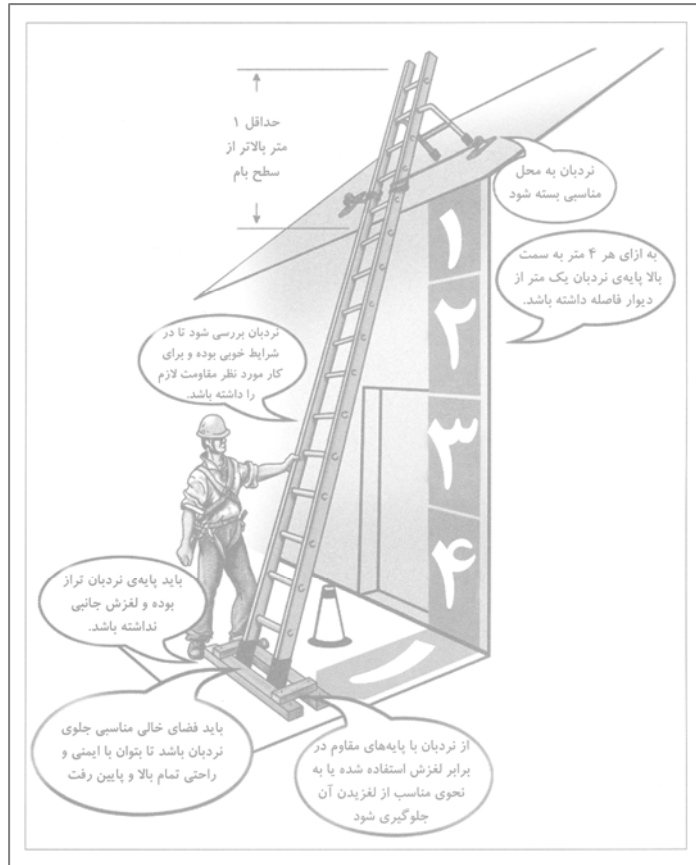 حداقل ۱
متر بالاتر از
سطح بام
نردبان به محل
مناسبی بسته شود
به ازای هر ۴ متر به سمت
بالا پایه‌ی نردبان یک متر از
دیوار فاصله داشته باشد.
۱
۲
۳
۴
۱
نردبان بررسی شود تا در
شرایط خوبی بوده و برای
کار مورد نظر مقاومت لازم
را داشته باشد.
باید پایه‌ی نردبان تراز
بوده و لغزش جانبی
نداشته باشد.
باید فضای خالی مناسبی جلوی
نردبان باشد تا بتوان با ایمنی و
راحتی تمام بالا و پایین رفت
از نردبان با پایه‌های مقاوم در
برابر لغزش استفاده شده یا به
نحوی مناسب از لغزیدن آن
جلوگیری شود